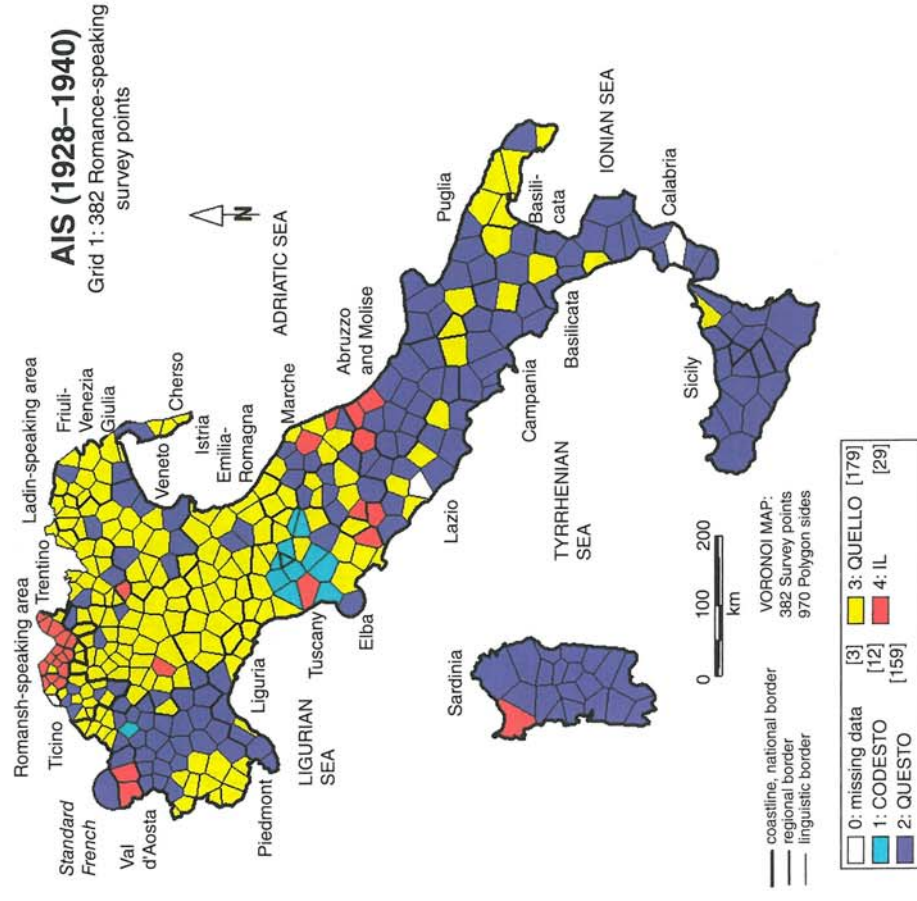 AIS (1928–1940)
Grid 1: 382 Romance-speaking
survey points
Romansh-speaking area
Ladin-speaking area
Ticino
Trentino
Friuli-
Venezia
Giulia
Standard
French
Val
d'Aosta
Veneto
Cherso
Istria
Emilia-
Romagna
N
ADRIATIC SEA
Piedmont
Liguria
LIGURIAN
SEA
Tuscany
Elba
Marche
Abruzzo
and Molise
Puglia
Lazio
Campania
Basilicata
Basili-
cata
IONIAN SEA
Calabria
TYRRHENIAN
SEA
Sardinia
Sicily
0 100 200
km
coastline, national border
regional border
linguistic border
VORONOI MAP:
382 Survey points
970 Polygon sides
0: missing data [3]
1: CODESTO [12]
2: QUESTO [159]
3: QUELLO [179]
4: IL [29]